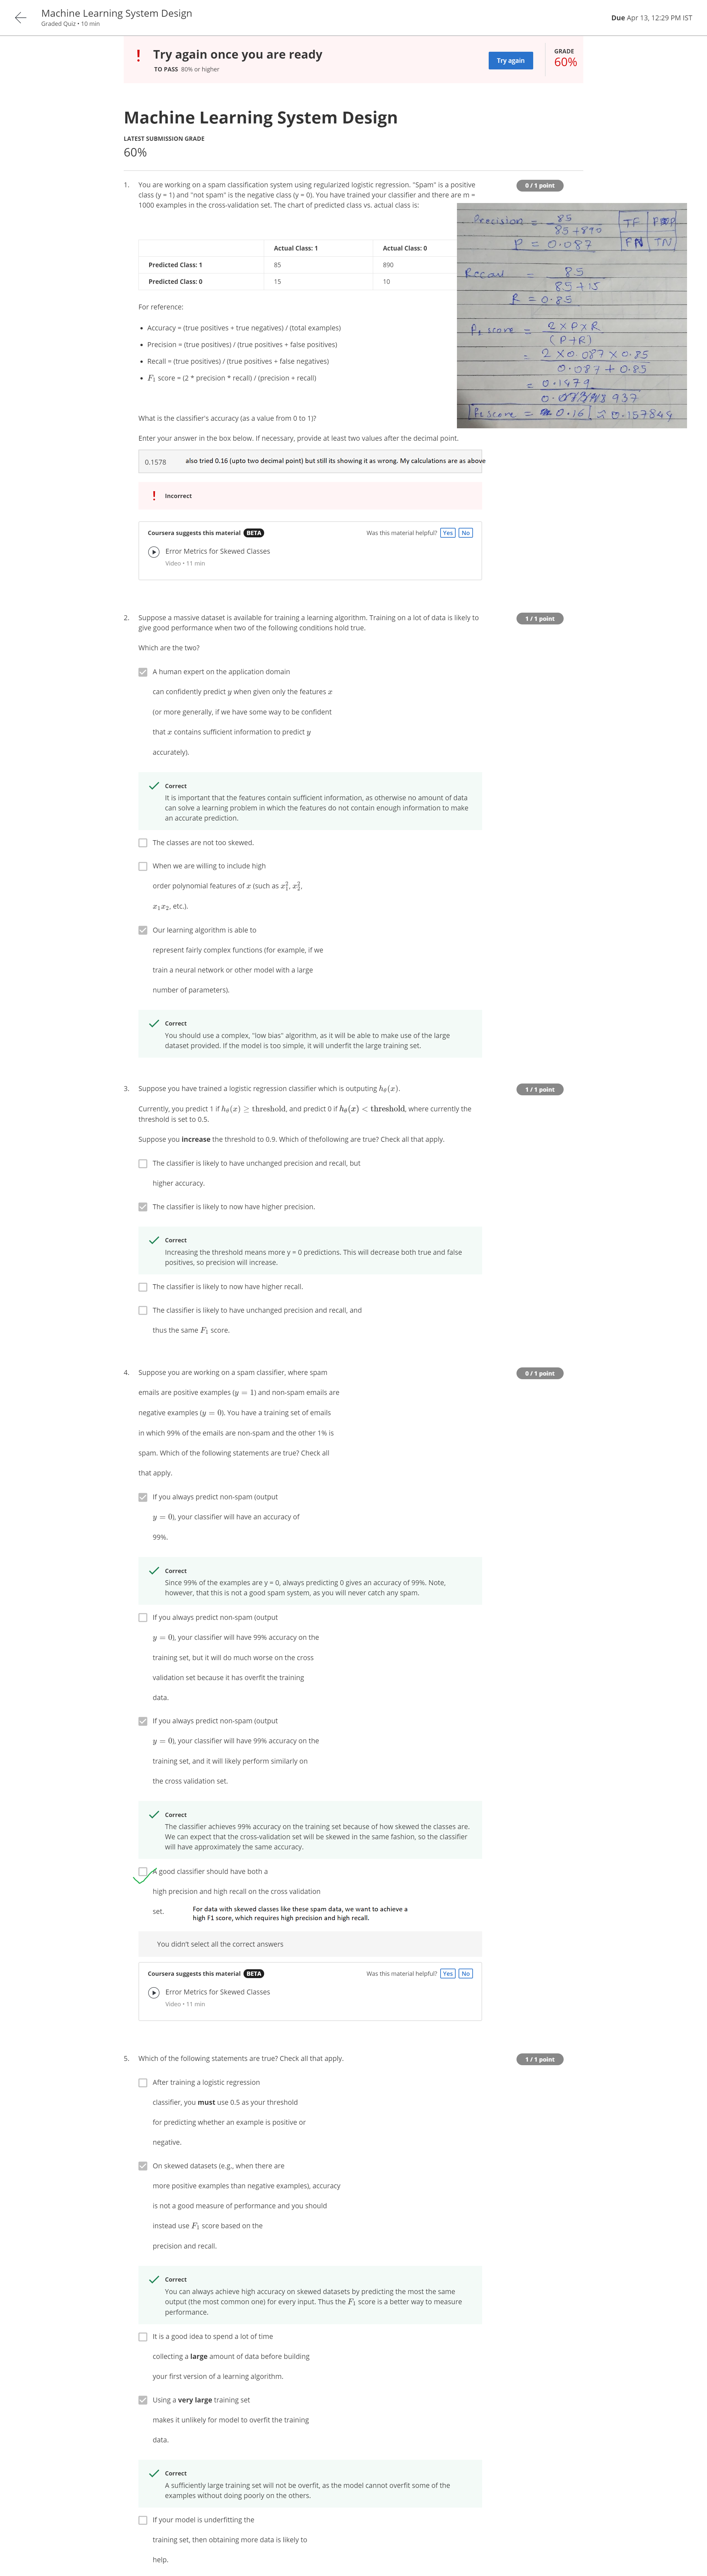 Machine Learning System Design
Graded Quiz • 10 min
Due Apr 13, 12:29 PM IST
Try again once you are ready
TO PASS 80% or higher
Try again
GRADE
60%
Machine Learning System Design
LATEST SUBMISSION GRADE
60%
1. You are working on a spam classification system using regularized logistic regression. "Spam" is a positive
class (y = 1) and "not spam" is the negative class (y = 0). You have trained your classifier and there are m =
1000 examples in the cross-validation set. The chart of predicted class vs. actual class is:
0 / 1 point
Actual Class: 1 Actual Class: 0
Predicted Class: 1 85 890
Predicted Class: 0 15 10
For reference:
• Accuracy = (true positives + true negatives) / (total examples)
• Precision = (true positives) / (true positives + false positives)
• Recall = (true positives) / (true positives + false negatives)
• F₁ score = (2 * precision * recall) / (precision + recall)
Precision = 85
85 + 890
P = 0.087
FN TN
Recall = 85
85 + 15
R = 0.85
F1 score = 2 x P x R
(P+R)
= 2 x 0.087 x 0.85
0.087 + 0.85
= 0.1479
937
F1 score = 0.16 ≈ 0.157844
What is the classifier's accuracy (as a value from 0 to 1)?
Enter your answer in the box below. If necessary, provide at least two values after the decimal point.
0.1578 also tried 0.16 (upto two decimal point) but still its showing it as wrong. My calculations are as above
Incorrect
Coursera suggests this material BETA Was this material helpful? Yes No
Error Metrics for Skewed Classes
Video • 11 min
2. Suppose a massive dataset is available for training a learning algorithm. Training on a lot of data is likely to
give good performance when two of the following conditions hold true.
1 / 1 point
Which are the two?
A human expert on the application domain
can confidently predict y when given only the features x
(or more generally, if we have some way to be confident
that x contains sufficient information to predict y
accurately).
Correct
It is important that the features contain sufficient information, as otherwise no amount of data
can solve a learning problem in which the features do not contain enough information to make
an accurate prediction.
The classes are not too skewed.
When we are willing to include high
order polynomial features of x (such as x₁², x₂²,
x₁x₂, etc.).
Our learning algorithm is able to
represent fairly complex functions (for example, if we
train a neural network or other model with a large
number of parameters).
Correct
You should use a complex, "low bias" algorithm, as it will be able to make use of the large
dataset provided. If the model is too simple, it will underfit the large training set.
3. Suppose you have trained a logistic regression classifier which is outputing hθ(x).
1 / 1 point
Currently, you predict 1 if hθ(x) ≥ threshold, and predict 0 if hθ(x) < threshold, where currently the
threshold is set to 0.5.
Suppose you increase the threshold to 0.9. Which of thefollowing are true? Check all that apply.
The classifier is likely to have unchanged precision and recall, but
higher accuracy.
The classifier is likely to now have higher precision.
Correct
Increasing the threshold means more y = 0 predictions. This will decrease both true and false
positives, so precision will increase.
The classifier is likely to now have higher recall.
The classifier is likely to have unchanged precision and recall, and
thus the same F₁ score.
4. Suppose you are working on a spam classifier, where spam
0 / 1 point
emails are positive examples (y = 1) and non-spam emails are
negative examples (y = 0). You have a training set of emails
in which 99% of the emails are non-spam and the other 1% is
spam. Which of the following statements are true? Check all
that apply.
If you always predict non-spam (output
y = 0), your classifier will have an accuracy of
99%.
Correct
Since 99% of the examples are y = 0, always predicting 0 gives an accuracy of 99%. Note,
however, that this is not a good spam system, as you will never catch any spam.
If you always predict non-spam (output
y = 0), your classifier will have 99% accuracy on the
training set, but it will do much worse on the cross
validation set because it has overfit the training
data.
If you always predict non-spam (output
y = 0), your classifier will have 99% accuracy on the
training set, and it will likely perform similarly on
the cross validation set.
Correct
The classifier achieves 99% accuracy on the training set because of how skewed the classes are.
We can expect that the cross-validation set will be skewed in the same fashion, so the classifier
will have approximately the same accuracy.
A good classifier should have both a
high precision and high recall on the cross validation
set.
For data with skewed classes like these spam data, we want to achieve a
high F1 score, which requires high precision and high recall.
You didn't select all the correct answers
Coursera suggests this material BETA Was this material helpful? Yes No
Error Metrics for Skewed Classes
Video • 11 min
5. Which of the following statements are true? Check all that apply.
1 / 1 point
After training a logistic regression
classifier, you must use 0.5 as your threshold
for predicting whether an example is positive or
negative.
On skewed datasets (e.g., when there are
more positive examples than negative examples), accuracy
is not a good measure of performance and you should
instead use F₁ score based on the
precision and recall.
Correct
You can always achieve high accuracy on skewed datasets by predicting the most the same
output (the most common one) for every input. Thus the F₁ score is a better way to measure
performance.
It is a good idea to spend a lot of time
collecting a large amount of data before building
your first version of a learning algorithm.
Using a very large training set
makes it unlikely for model to overfit the training
data.
Correct
A sufficiently large training set will not be overfit, as the model cannot overfit some of the
examples without doing poorly on the others.
If your model is underfitting the
training set, then obtaining more data is likely to
help.